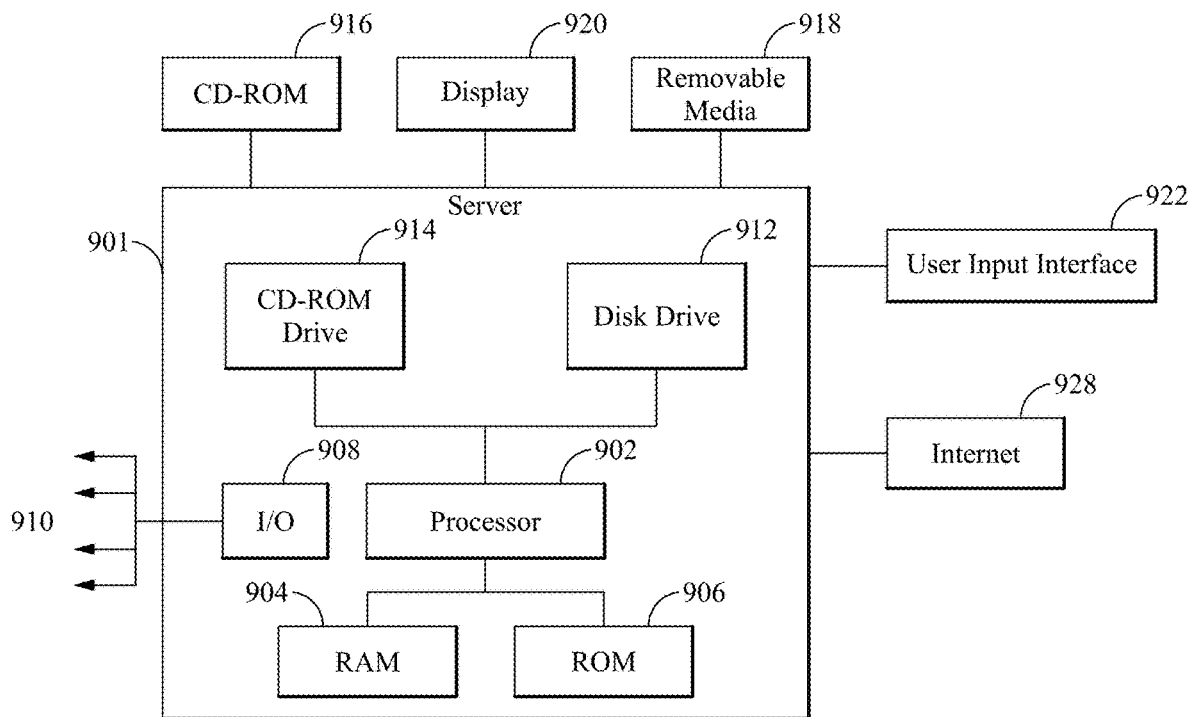 916
920
918
CD-ROM
Display
Removable
Media
Server
922
901
914
912
User Input Interface
CD-ROM
Drive
Disk Drive
928
908
902
Internet
910
I/O
Processor
904
906
RAM
ROM